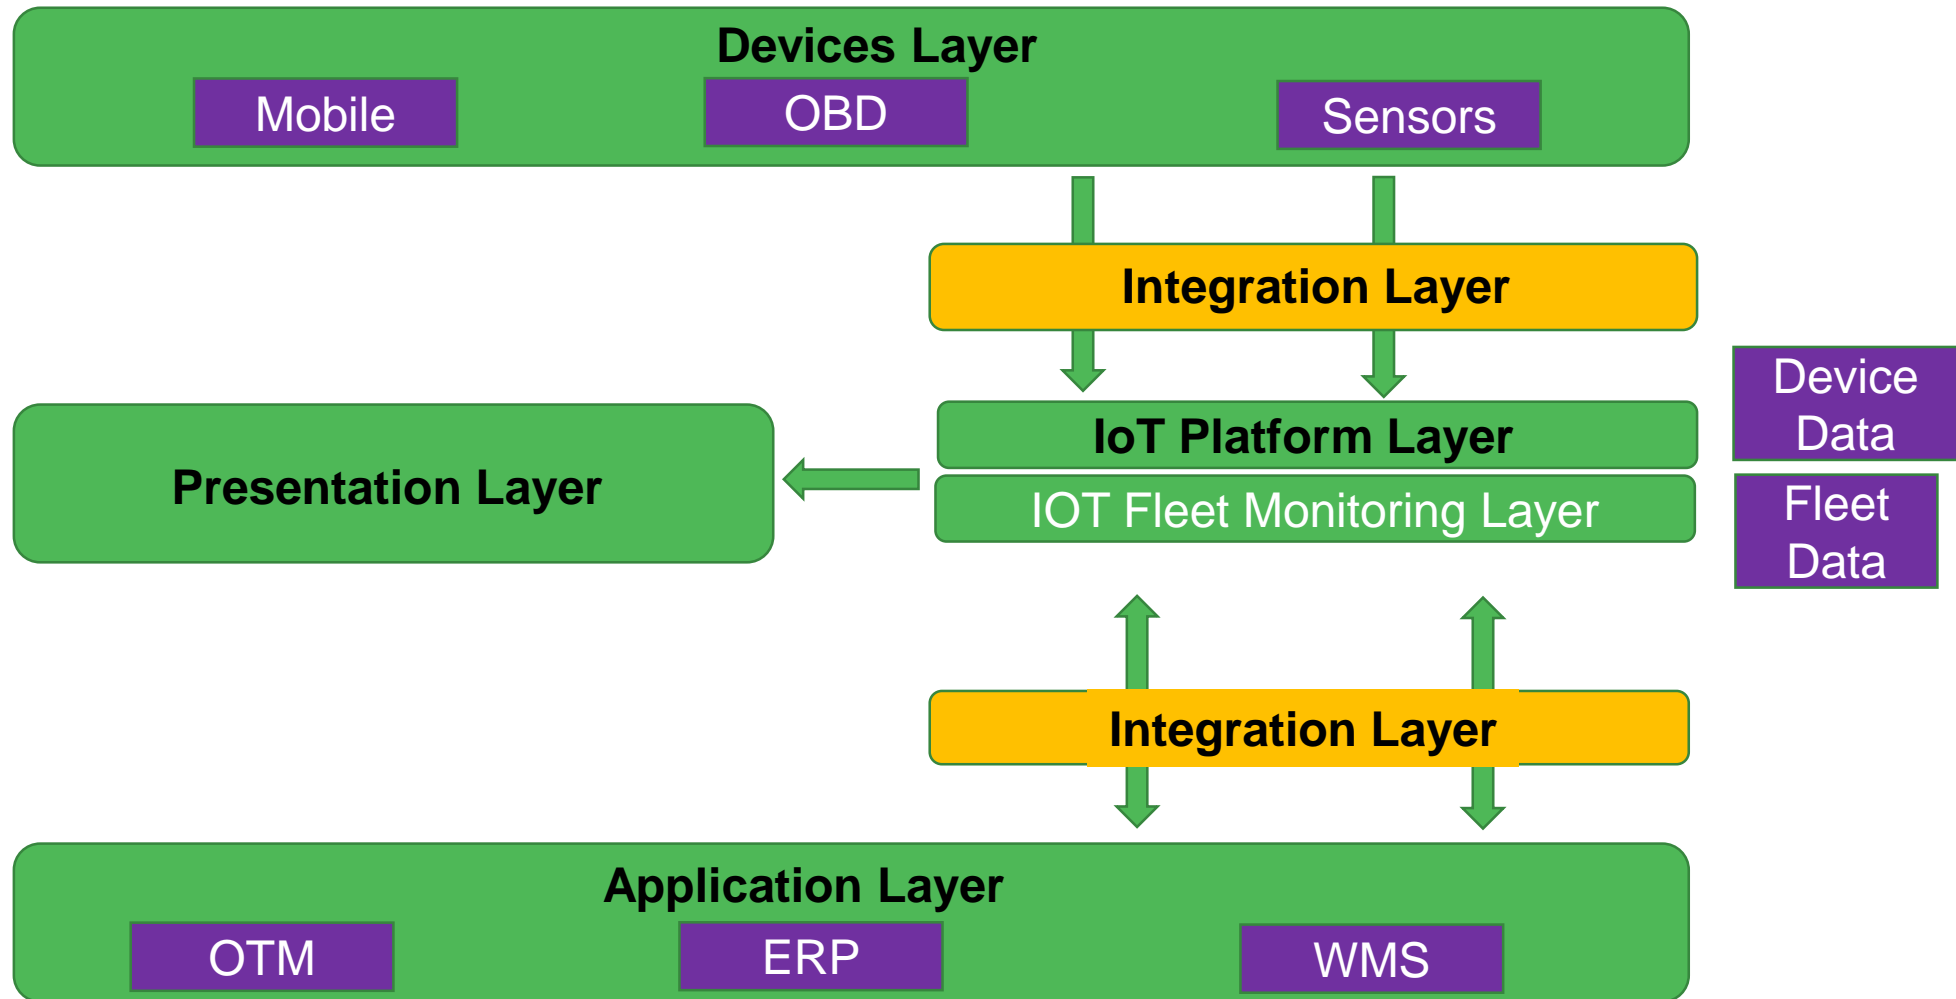 Devices Layer
Mobile
OBD
Sensors
Integration Layer
Device
Data
IoT Platform Layer
Presentation Layer
IOT Fleet Monitoring Layer
Fleet
Data
Integration Layer
Application Layer
OTM
ERP
WMS